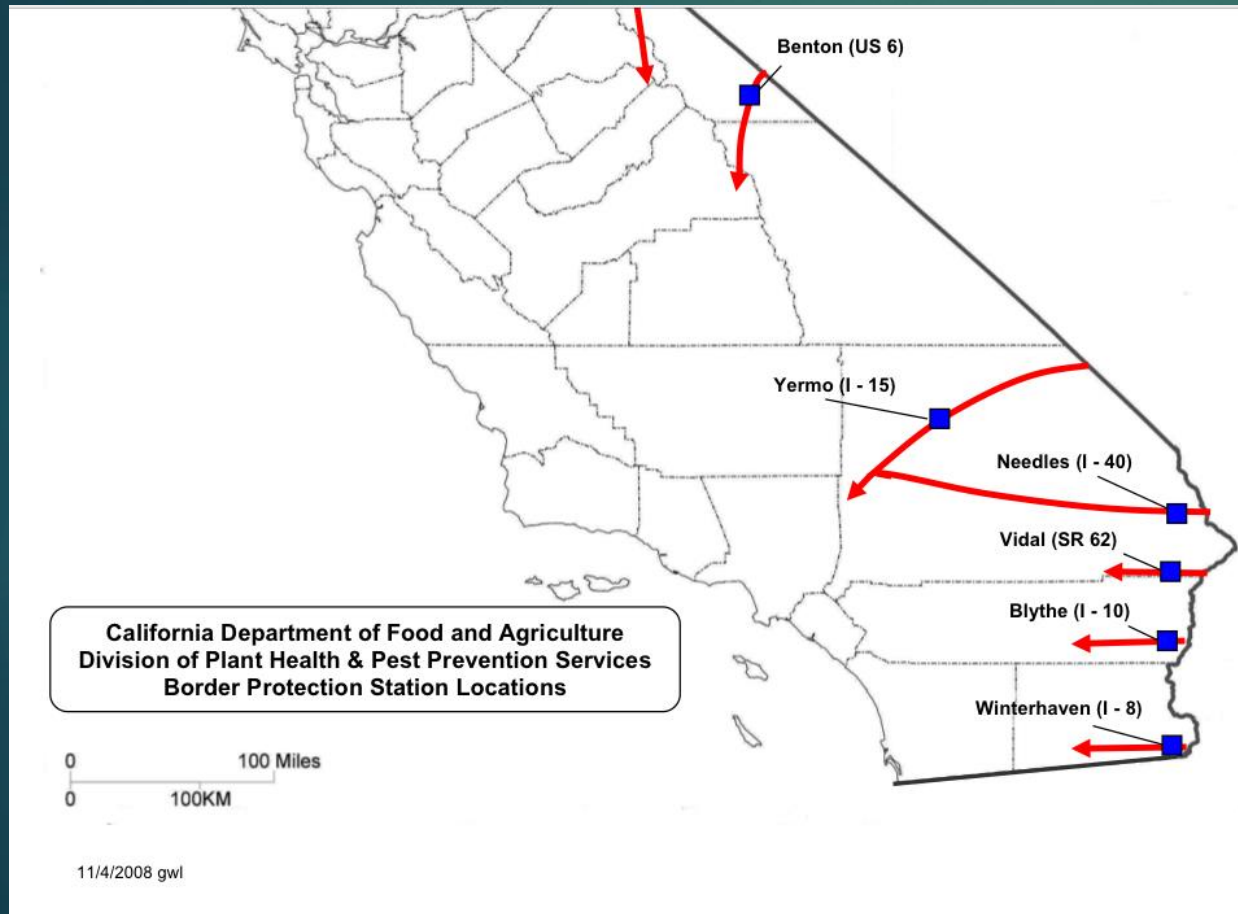 Benton (US 6)
Yermo (I - 15)
Needles (I - 40)
Vidal (SR 62)
Blythe (I - 10)
California Department of Food and Agriculture
Division of Plant Health & Pest Prevention Services
Border Protection Station Locations
Winterhaven (I - 8)
0 100 Miles
0 100KM
11/4/2008 gwl